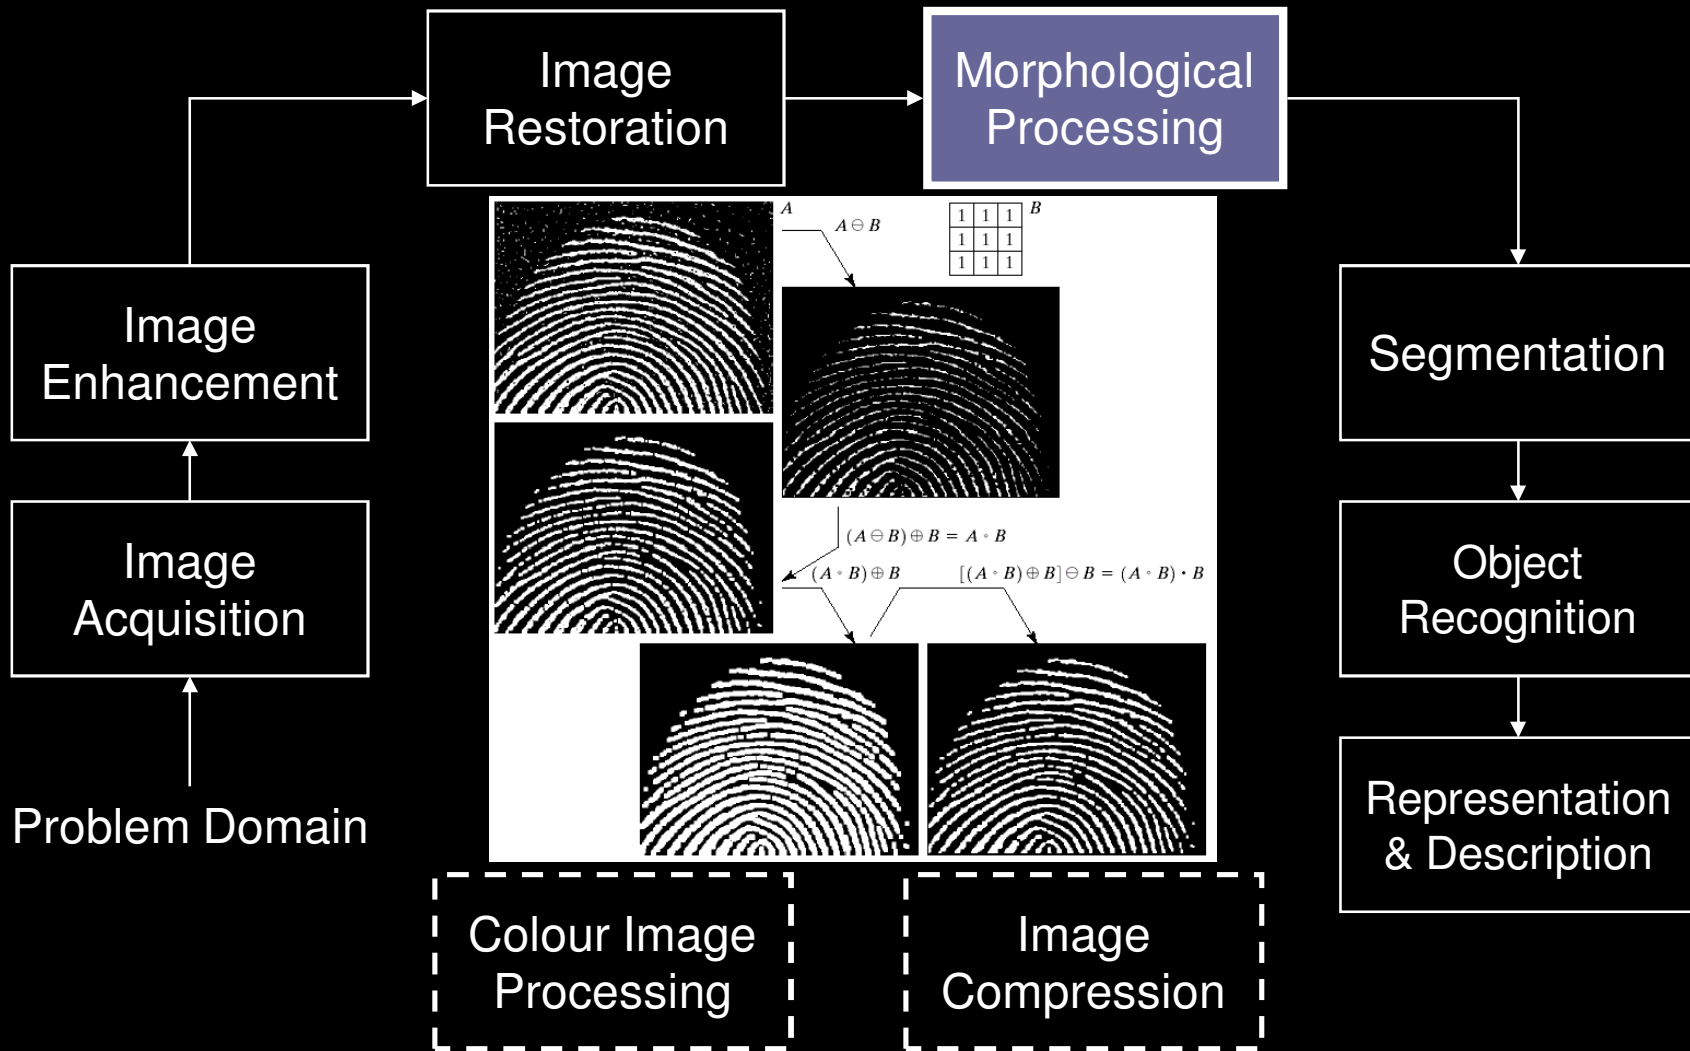 Image
Restoration
Morphological
Processing
Image
Enhancement
Image
Acquisition
Problem Domain
A
A ⊖ B
1 1 1 B
1 1 1
1 1 1
(A ⊖ B) ⊕ B = A ∘ B
(A ∘ B) ⊕ B
[(A ∘ B) ⊕ B] ⊖ B = (A ∘ B) • B
Segmentation
Object
Recognition
Representation
& Description
Colour Image
Processing
Image
Compression